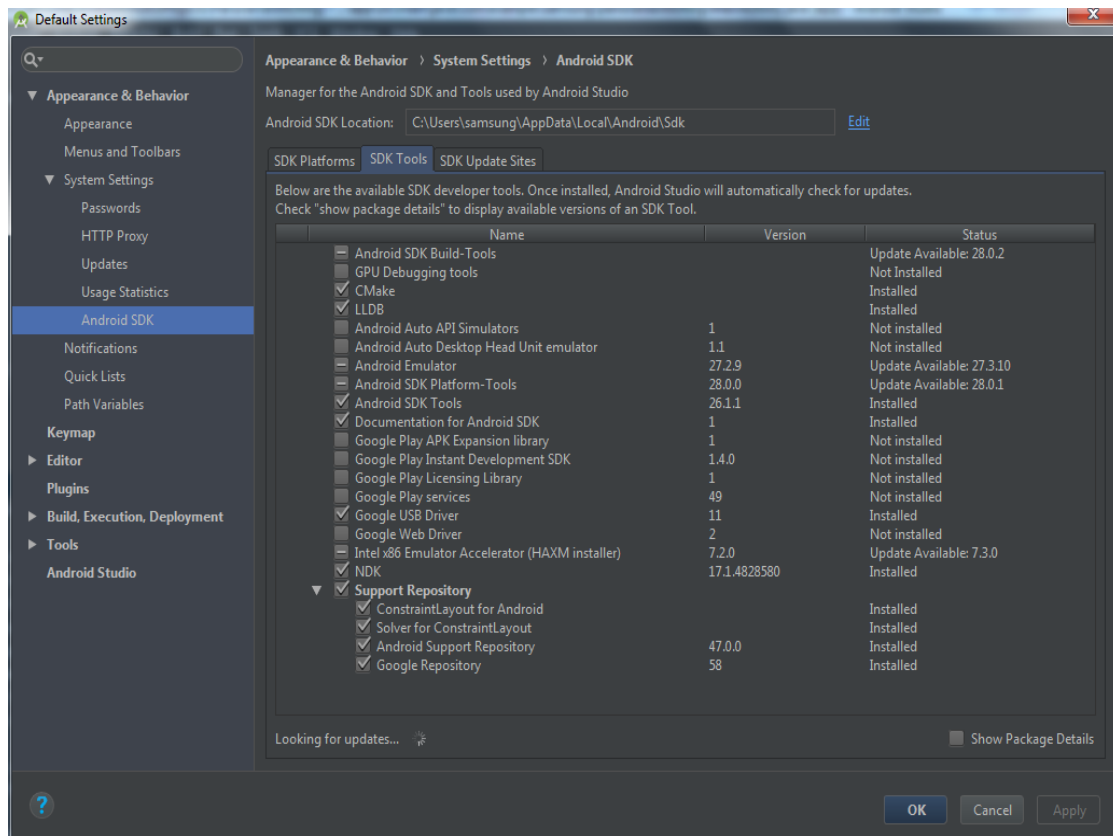 Default Settings
X
Appearance & Behavior > System Settings > Android SDK
Manager for the Android SDK and Tools used by Android Studio
Android SDK Location: C:\Users\samsung\AppData\Local\Android\Sdk Edit
Appearance & Behavior
Appearance
Menus and Toolbars
System Settings
Passwords
HTTP Proxy
Updates
Usage Statistics
Android SDK
Notifications
Quick Lists
Path Variables
Keymap
Editor
Plugins
Build, Execution, Deployment
Tools
Android Studio
SDK Platforms SDK Tools SDK Update Sites
Below are the available SDK developer tools. Once installed, Android Studio will automatically check for updates.
Check "show package details" to display available versions of an SDK Tool.
Name Version Status
Android SDK Build-Tools Update Available: 28.0.2
GPU Debugging tools Not Installed
CMake Installed
LLDB Installed
Android Auto API Simulators 1 Not installed
Android Auto Desktop Head Unit emulator 1.1 Not installed
Android Emulator 27.2.9 Update Available: 27.3.10
Android SDK Platform-Tools 28.0.0 Update Available: 28.0.1
Android SDK Tools 26.1.1 Installed
Documentation for Android SDK 1 Installed
Google Play APK Expansion library 1 Not installed
Google Play Instant Development SDK 1.4.0 Not installed
Google Play Licensing Library 1 Not installed
Google Play services 49 Not installed
Google USB Driver 11 Installed
Google Web Driver 2 Not installed
Intel x86 Emulator Accelerator (HAXM installer) 7.2.0 Update Available: 7.3.0
NDK 17.1.4828580 Installed
Support Repository
ConstraintLayout for Android Installed
Solver for ConstraintLayout Installed
Android Support Repository 47.0.0 Installed
Google Repository 58 Installed
Looking for updates... Show Package Details
? OK Cancel Apply